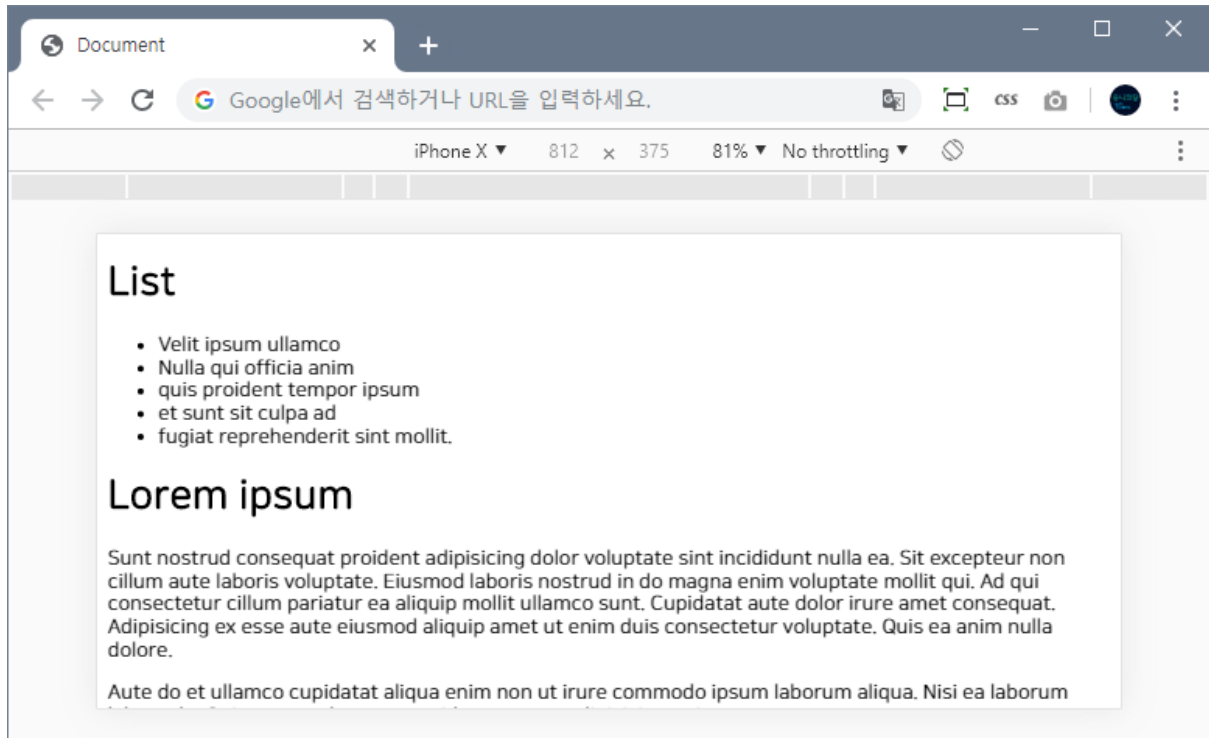 Document
Google에서 검색하거나 URL을 입력하세요.
CSS
iPhone X ▼ 812 x 375 81% ▼ No throttling ▼
List
• Velit ipsum ullamco
• Nulla qui officia anim
• quis proident tempor ipsum
• et sunt sit culpa ad
• fugiat reprehenderit sint mollit.
Lorem ipsum
Sunt nostrud consequat proident adipisicing dolor voluptate sint incididunt nulla ea. Sit excepteur non
cillum aute laboris voluptate. Eiusmod laboris nostrud in do magna enim voluptate mollit qui. Ad qui
consectetur cillum pariatur ea aliquip mollit ullamco sunt. Cupidatat aute dolor irure amet consequat.
Adipisicing ex esse aute eiusmod aliquip amet ut enim duis consectetur voluptate. Quis ea anim nulla
dolore.
Aute do et ullamco cupidatat aliqua enim non ut irure commodo ipsum laborum aliqua. Nisi ea laborum